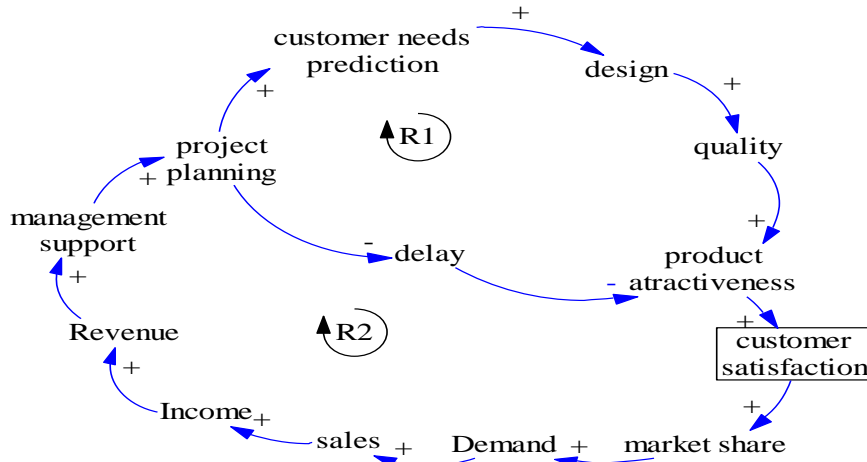 customer needs
prediction
+
design
+
+
quality
R1
project
planning
+
+
management
support
-
delay
+
product
atractiveness
-
+
Revenue
R2
+
customer
satisfaction
+
Income
+
sales
+
Demand
+
market share
+